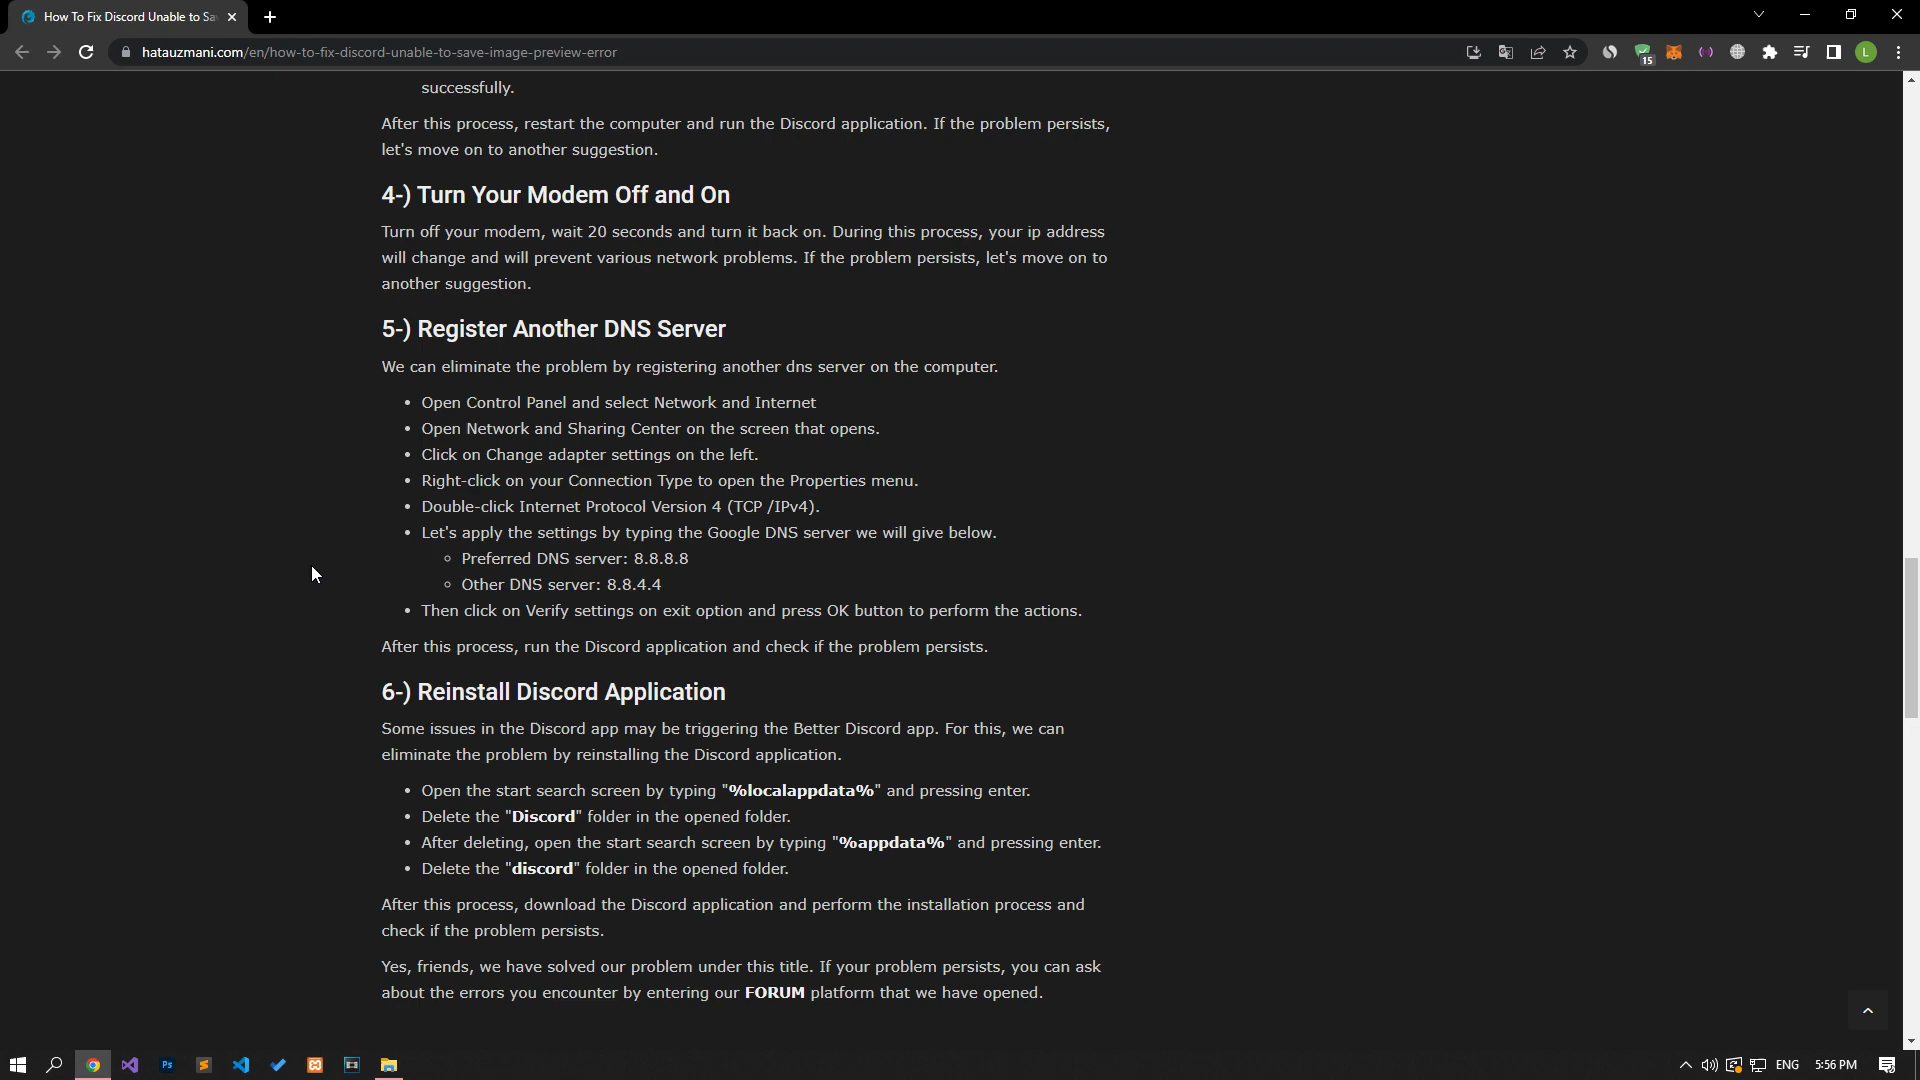 How To Fix Discord Unable to Sa
hatauzmani.com/en/how-to-fix-discord-unable-to-save-image-preview-error
15
L
successfully.
After this process, restart the computer and run the Discord application. If the problem persists,
let's move on to another suggestion.
4-) Turn Your Modem Off and On
Turn off your modem, wait 20 seconds and turn it back on. During this process, your ip address
will change and will prevent various network problems. If the problem persists, let's move on to
another suggestion.
5-) Register Another DNS Server
We can eliminate the problem by registering another dns server on the computer.
• Open Control Panel and select Network and Internet
• Open Network and Sharing Center on the screen that opens.
• Click on Change adapter settings on the left.
• Right-click on your Connection Type to open the Properties menu.
• Double-click Internet Protocol Version 4 (TCP /IPv4).
• Let's apply the settings by typing the Google DNS server we will give below.
◦ Preferred DNS server: 8.8.8.8
◦ Other DNS server: 8.8.4.4
• Then click on Verify settings on exit option and press OK button to perform the actions.
After this process, run the Discord application and check if the problem persists.
6-) Reinstall Discord Application
Some issues in the Discord app may be triggering the Better Discord app. For this, we can
eliminate the problem by reinstalling the Discord application.
• Open the start search screen by typing "%localappdata%" and pressing enter.
• Delete the "Discord" folder in the opened folder.
• After deleting, open the start search screen by typing "%appdata%" and pressing enter.
• Delete the "discord" folder in the opened folder.
After this process, download the Discord application and perform the installation process and
check if the problem persists.
Yes, friends, we have solved our problem under this title. If your problem persists, you can ask
about the errors you encounter by entering our FORUM platform that we have opened.
Ps
ENG
5:56 PM